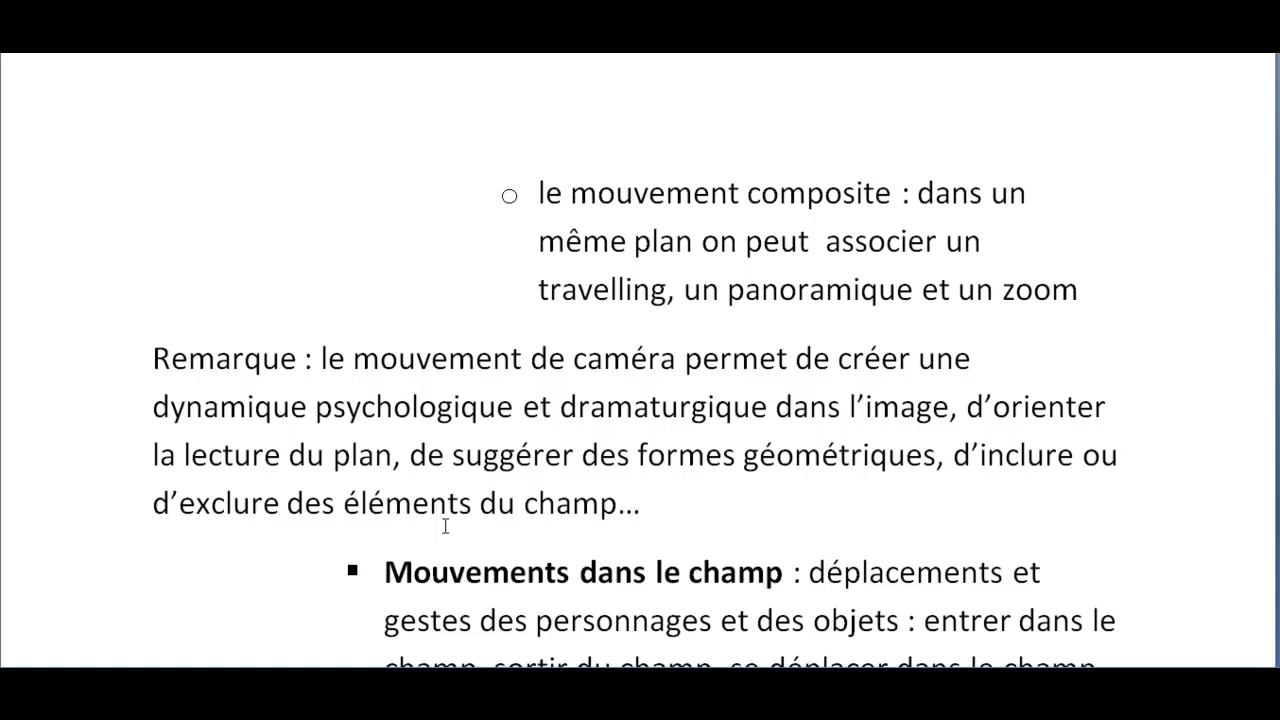 ○ le mouvement composite : dans un
même plan on peut  associer un
travelling, un panoramique et un zoom
Remarque : le mouvement de caméra permet de créer une
dynamique psychologique et dramaturgique dans l’image, d’orienter
la lecture du plan, de suggérer des formes géométriques, d’inclure ou
d’exclure des éléments du champ…
▪ Mouvements dans le champ : déplacements et
gestes des personnages et des objets : entrer dans le
champ, sortir du champ, se déplacer dans le champ